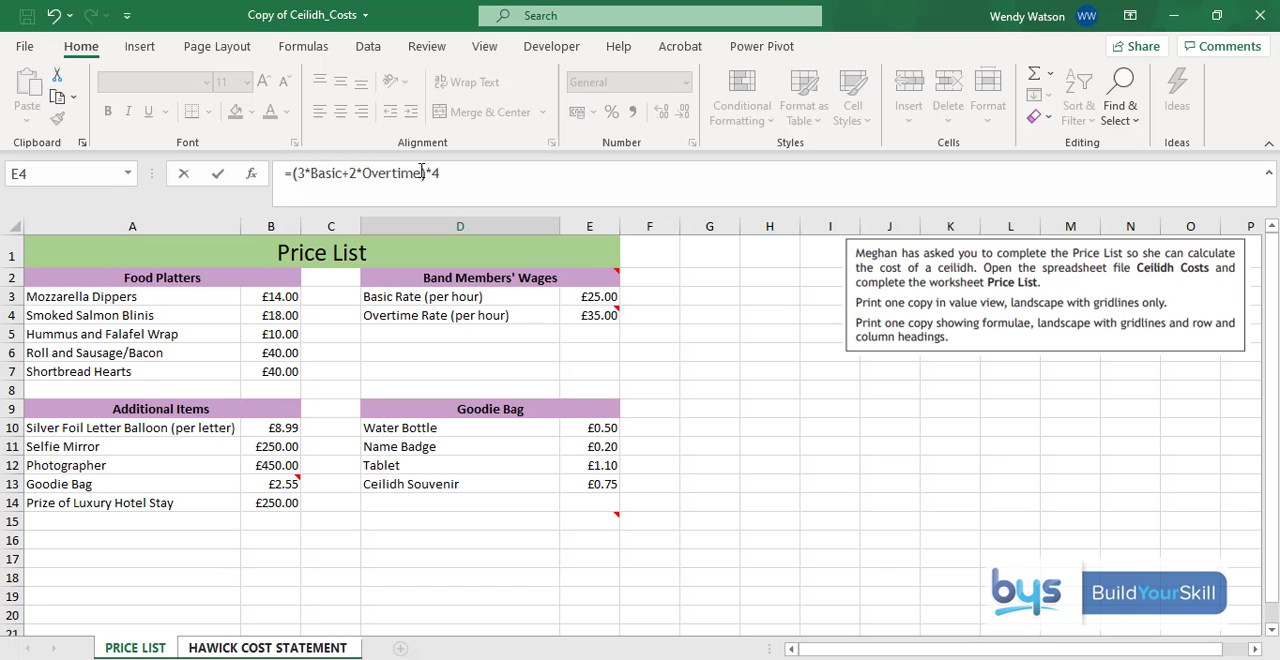 Copy of Ceilidh_Costs
Search
Wendy Watson WW
File Home Insert Page Layout Formulas Data Review View Developer Help Acrobat Power Pivot Share Comments
Paste
11
B I U
Wrap Text
Merge & Center
General
%
Conditional Formatting
Format as Table
Cell Styles
Insert
Delete
Format
Sort & Filter
Find & Select
Ideas
Clipboard Font Alignment Number Styles Cells Editing Ideas
E4 fx =(3*Basic+2*Overtime)*4
A B C D E F G H I J K L M N O P
1 Price List
2 Food Platters Band Members' Wages
3 Mozzarella Dippers £14.00 Basic Rate (per hour) £25.00
4 Smoked Salmon Blinis £18.00 Overtime Rate (per hour) £35.00
5 Hummus and Falafel Wrap £10.00
6 Roll and Sausage/Bacon £40.00
7 Shortbread Hearts £40.00
8
9 Additional Items Goodie Bag
10 Silver Foil Letter Balloon (per letter) £8.99 Water Bottle £0.50
11 Selfie Mirror £250.00 Name Badge £0.20
12 Photographer £450.00 Tablet £1.10
13 Goodie Bag £2.55 Ceilidh Souvenir £0.75
14 Prize of Luxury Hotel Stay £250.00
15
16
17
18
19
20
21
Meghan has asked you to complete the Price List so she can calculate
the cost of a ceilidh. Open the spreadsheet file Ceilidh Costs and
complete the worksheet Price List.
Print one copy in value view, landscape with gridlines only.
Print one copy showing formulae, landscape with gridlines and row and
column headings.
bys BuildYourSkill
PRICE LIST HAWICK COST STATEMENT